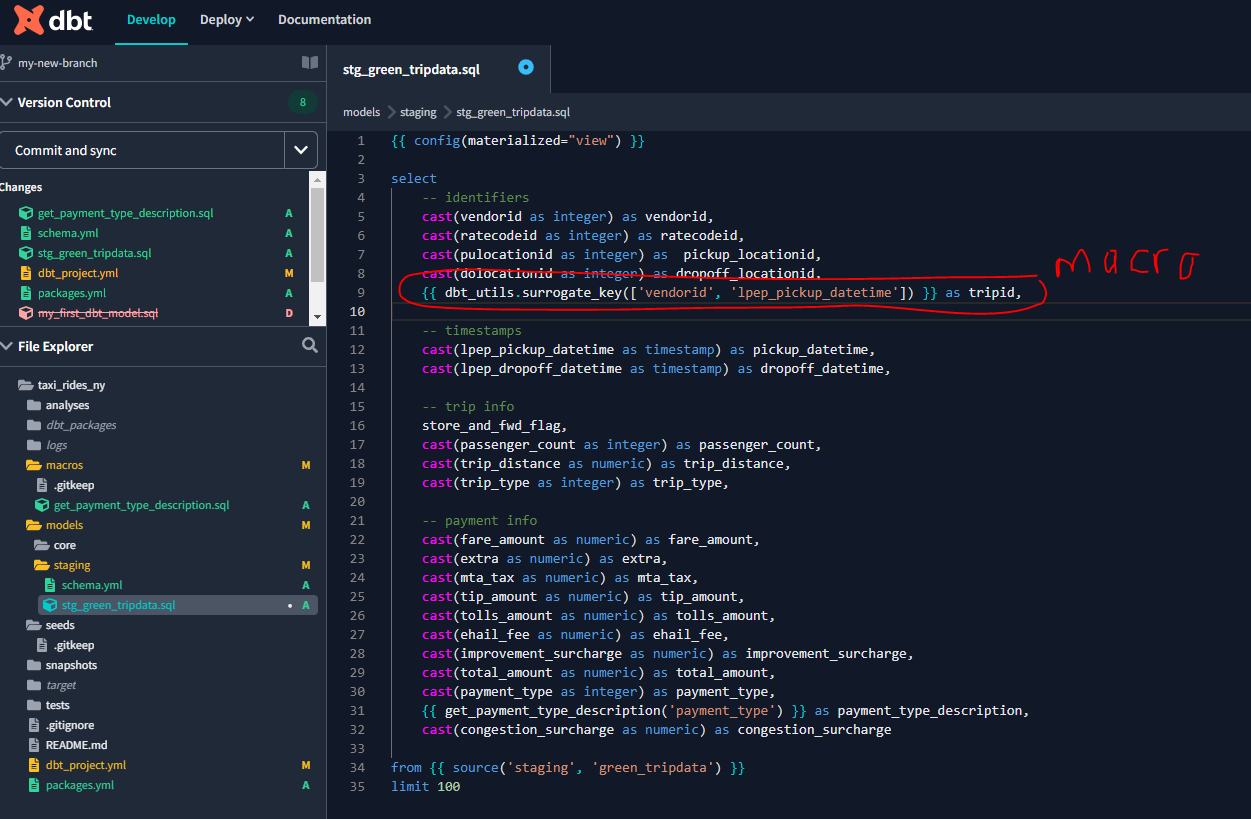 dbt
Develop
Deploy
Documentation
my-new-branch
Version Control
8
Commit and sync
Changes
get_payment_type_description.sql A
schema.yml A
stg_green_tripdata.sql A
dbt_project.yml M
packages.yml A
my_first_dbt_model.sql D
File Explorer
taxi_rides_ny
analyses
dbt_packages
logs
macros M
.gitkeep
get_payment_type_description.sql A
models M
core
staging M
schema.yml A
stg_green_tripdata.sql A
seeds
.gitkeep
snapshots
target
tests
.gitignore
README.md
dbt_project.yml M
packages.yml A
stg_green_tripdata.sql
models > staging > stg_green_tripdata.sql
1 {{ config(materialized="view") }}
2
3 select
4 -- identifiers
5 cast(vendorid as integer) as vendorid,
6 cast(ratecodeid as integer) as ratecodeid,
7 cast(pulocationid as integer) as  pickup_locationid,
8 cast(dolocationid as integer) as dropoff_locationid,
9 {{ dbt_utils.surrogate_key(['vendorid', 'lpep_pickup_datetime']) }} as tripid,
macro
10
11 -- timestamps
12 cast(lpep_pickup_datetime as timestamp) as pickup_datetime,
13 cast(lpep_dropoff_datetime as timestamp) as dropoff_datetime,
14
15 -- trip info
16 store_and_fwd_flag,
17 cast(passenger_count as integer) as passenger_count,
18 cast(trip_distance as numeric) as trip_distance,
19 cast(trip_type as integer) as trip_type,
20
21 -- payment info
22 cast(fare_amount as numeric) as fare_amount,
23 cast(extra as numeric) as extra,
24 cast(mta_tax as numeric) as mta_tax,
25 cast(tip_amount as numeric) as tip_amount,
26 cast(tolls_amount as numeric) as tolls_amount,
27 cast(ehail_fee as numeric) as ehail_fee,
28 cast(improvement_surcharge as numeric) as improvement_surcharge,
29 cast(total_amount as numeric) as total_amount,
30 cast(payment_type as integer) as payment_type,
31 {{ get_payment_type_description('payment_type') }} as payment_type_description,
32 cast(congestion_surcharge as numeric) as congestion_surcharge
33
34 from {{ source('staging', 'green_tripdata') }}
35 limit 100